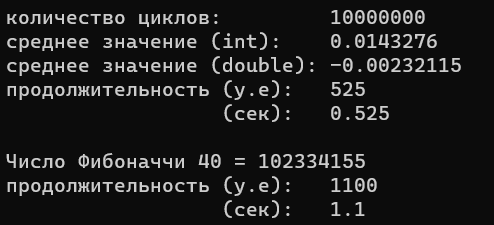 количество циклов: 10000000
среднее значение (int): 0.0143276
среднее значение (double): -0.00232115
продолжительность (у.е): 525
(сек): 0.525
Число Фибоначчи 40 = 102334155
продолжительность (у.е): 1100
(сек): 1.1